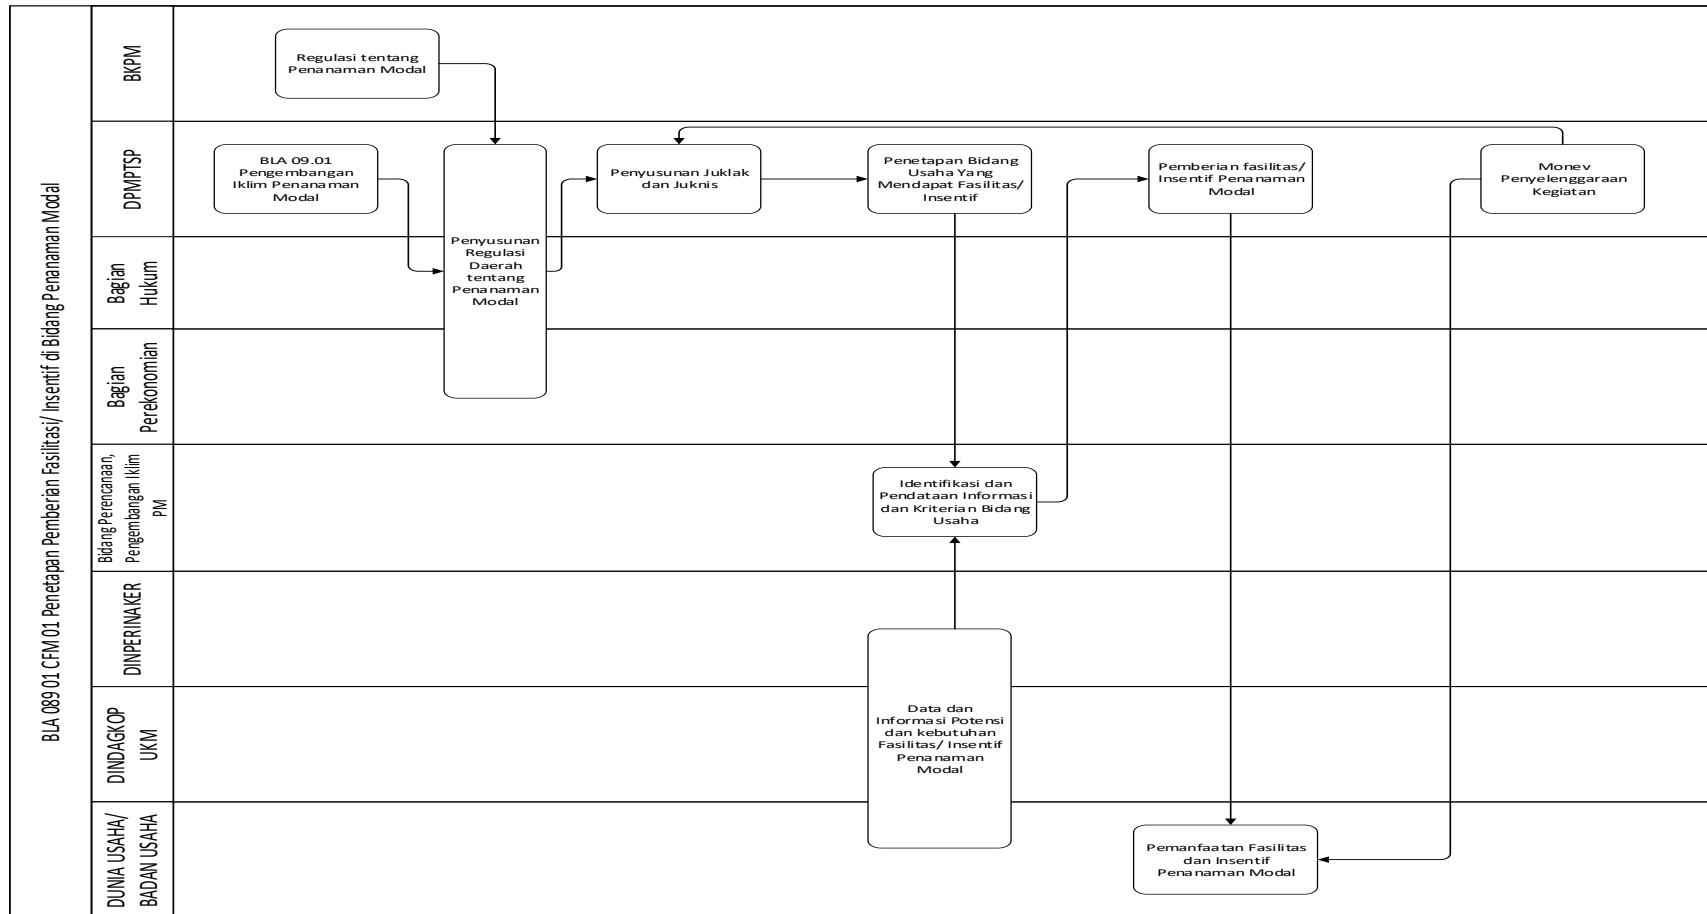 BLA 089 01 CFM 01 Penetapan Pemberian Fasilitasi/ Insentif di Bidang Penanaman Modal
BKPM
Regulasi tentang
Penanaman Modal
DPMPTSP
BLA 09.01
Pengembangan
Iklim Penanaman
Modal
Penyusunan
Regulasi
Daerah
tentang
Penanaman
Modal
Penyusunan Juklak
dan Juknis
Penetapan Bidang
Usaha Yang
Mendapat Fasilitas/
Insentif
Pemberian fasilitas/
Insentif Penanaman
Modal
Monev
Penyelenggaraan
Kegiatan
Bagian
Hukum
Bagian
Perekonomian
Bidang Perencanaan,
Pengembangan Iklim
PM
Identifikasi dan
Pendataan Informasi
dan Kriterian Bidang
Usaha
DINPERINAKER
DINDAGKOP
UKM
Data dan
Informasi Potensi
dan kebutuhan
Fasilitas/ Insentif
Penanaman
Modal
DUNIA USAHA/
BADAN USAHA
Pemanfaatan Fasilitas
dan Insentif
Penanaman Modal